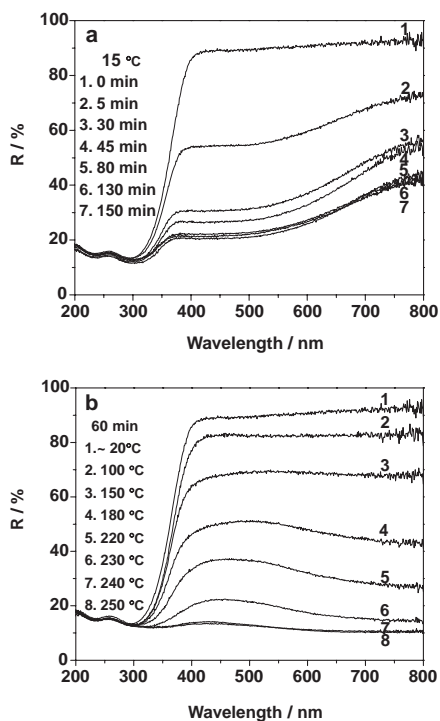 a
15 °C
1. 0 min
2. 5 min
3. 30 min
4. 45 min
5. 80 min
6. 130 min
7. 150 min
1
2
3
4
5
6
7
R / %
100
80
60
40
20
0
200 300 400 500 600 700 800
Wavelength / nm
b
60 min
1.~ 20°C
2. 100 °C
3. 150 °C
4. 180 °C
5. 220 °C
6. 230 °C
7. 240 °C
8. 250 °C
1
2
3
4
5
6
7
8
R / %
100
80
60
40
20
0
200 300 400 500 600 700 800
Wavelength / nm